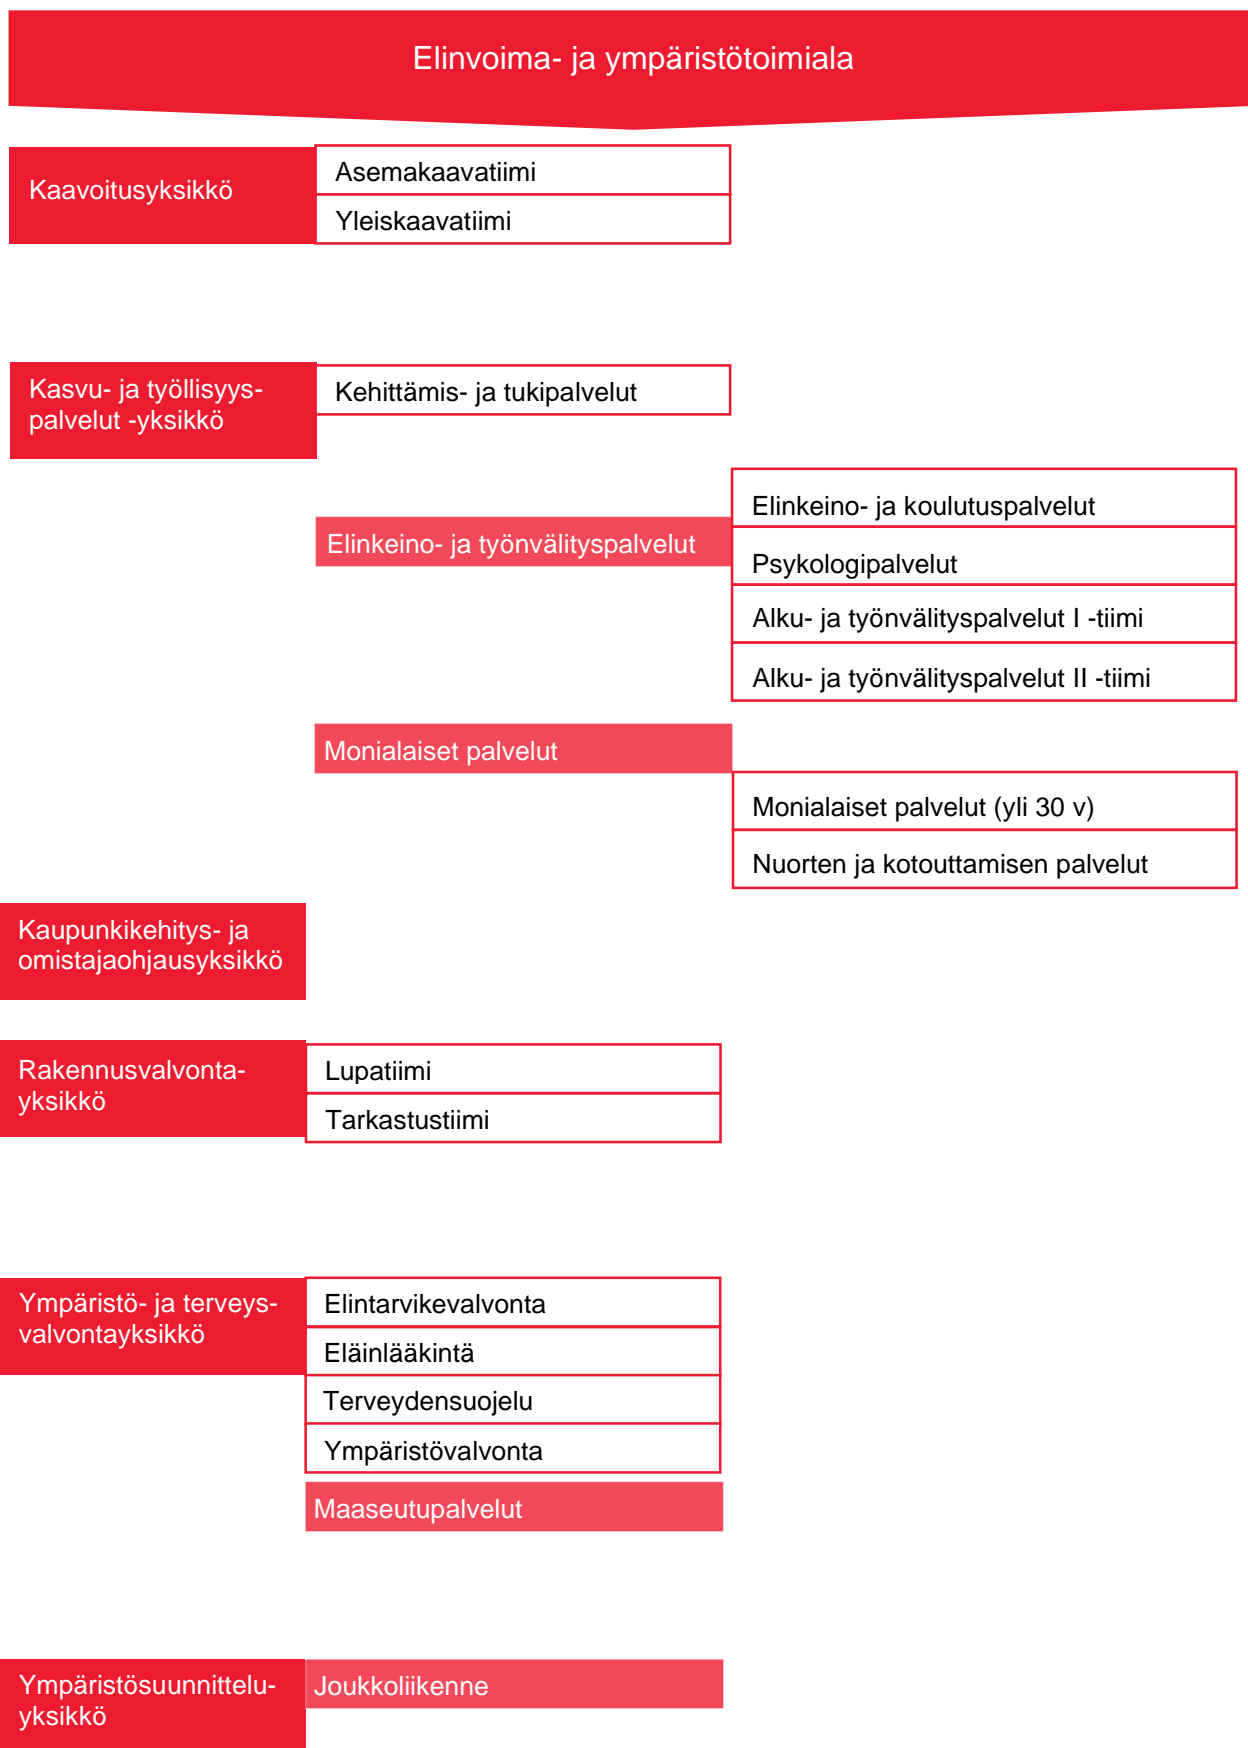 Elinvoima- ja ympäristötoimiala
Kaavoitusyksikkö
Asemakaavatiimi
Yleiskaavatiimi
Kasvu- ja työllisyys-
palvelut -yksikkö
Kehittämis- ja tukipalvelut
Elinkeino- ja työnvälityspalvelut
Elinkeino- ja koulutuspalvelut
Psykologipalvelut
Alku- ja työnvälityspalvelut I -tiimi
Alku- ja työnvälityspalvelut II -tiimi
Monialaiset palvelut
Monialaiset palvelut (yli 30 v)
Nuorten ja kotouttamisen palvelut
Kaupunkikehitys- ja
omistajaohjausyksikkö
Rakennusvalvonta-
yksikkö
Lupatiimi
Tarkastustiimi
Ympäristö- ja terveys-
valvontayksikkö
Elintarvikevalvonta
Eläinlääkintä
Terveydensuojelu
Ympäristövalvonta
Maaseutupalvelut
Ympäristösuunnittelu-
yksikkö
Joukkoliikenne